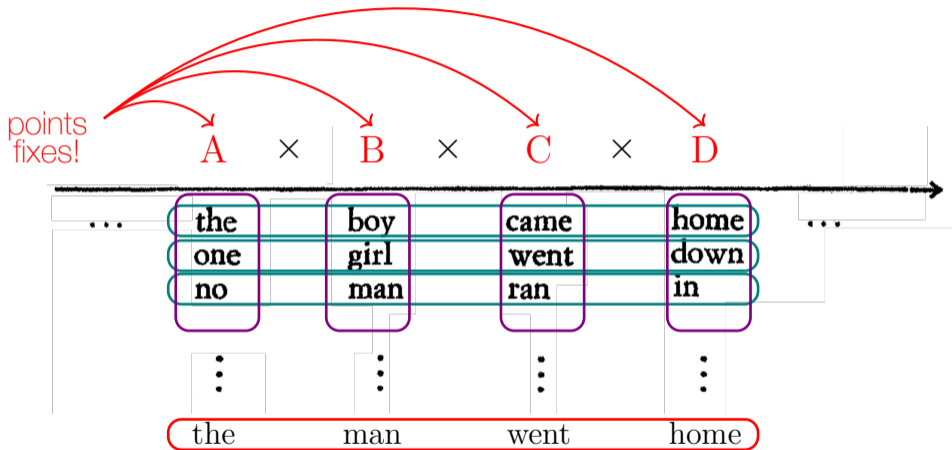 points
fixes!
A × B × C × D
... the boy came home ...
one girl went down
no man ran in
the man went home